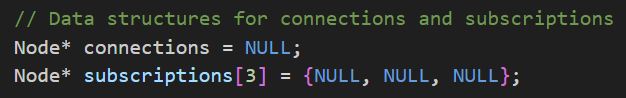 // Data structures for connections and subscriptions
Node* connections = NULL;
Node* subscriptions[3] = {NULL, NULL, NULL};